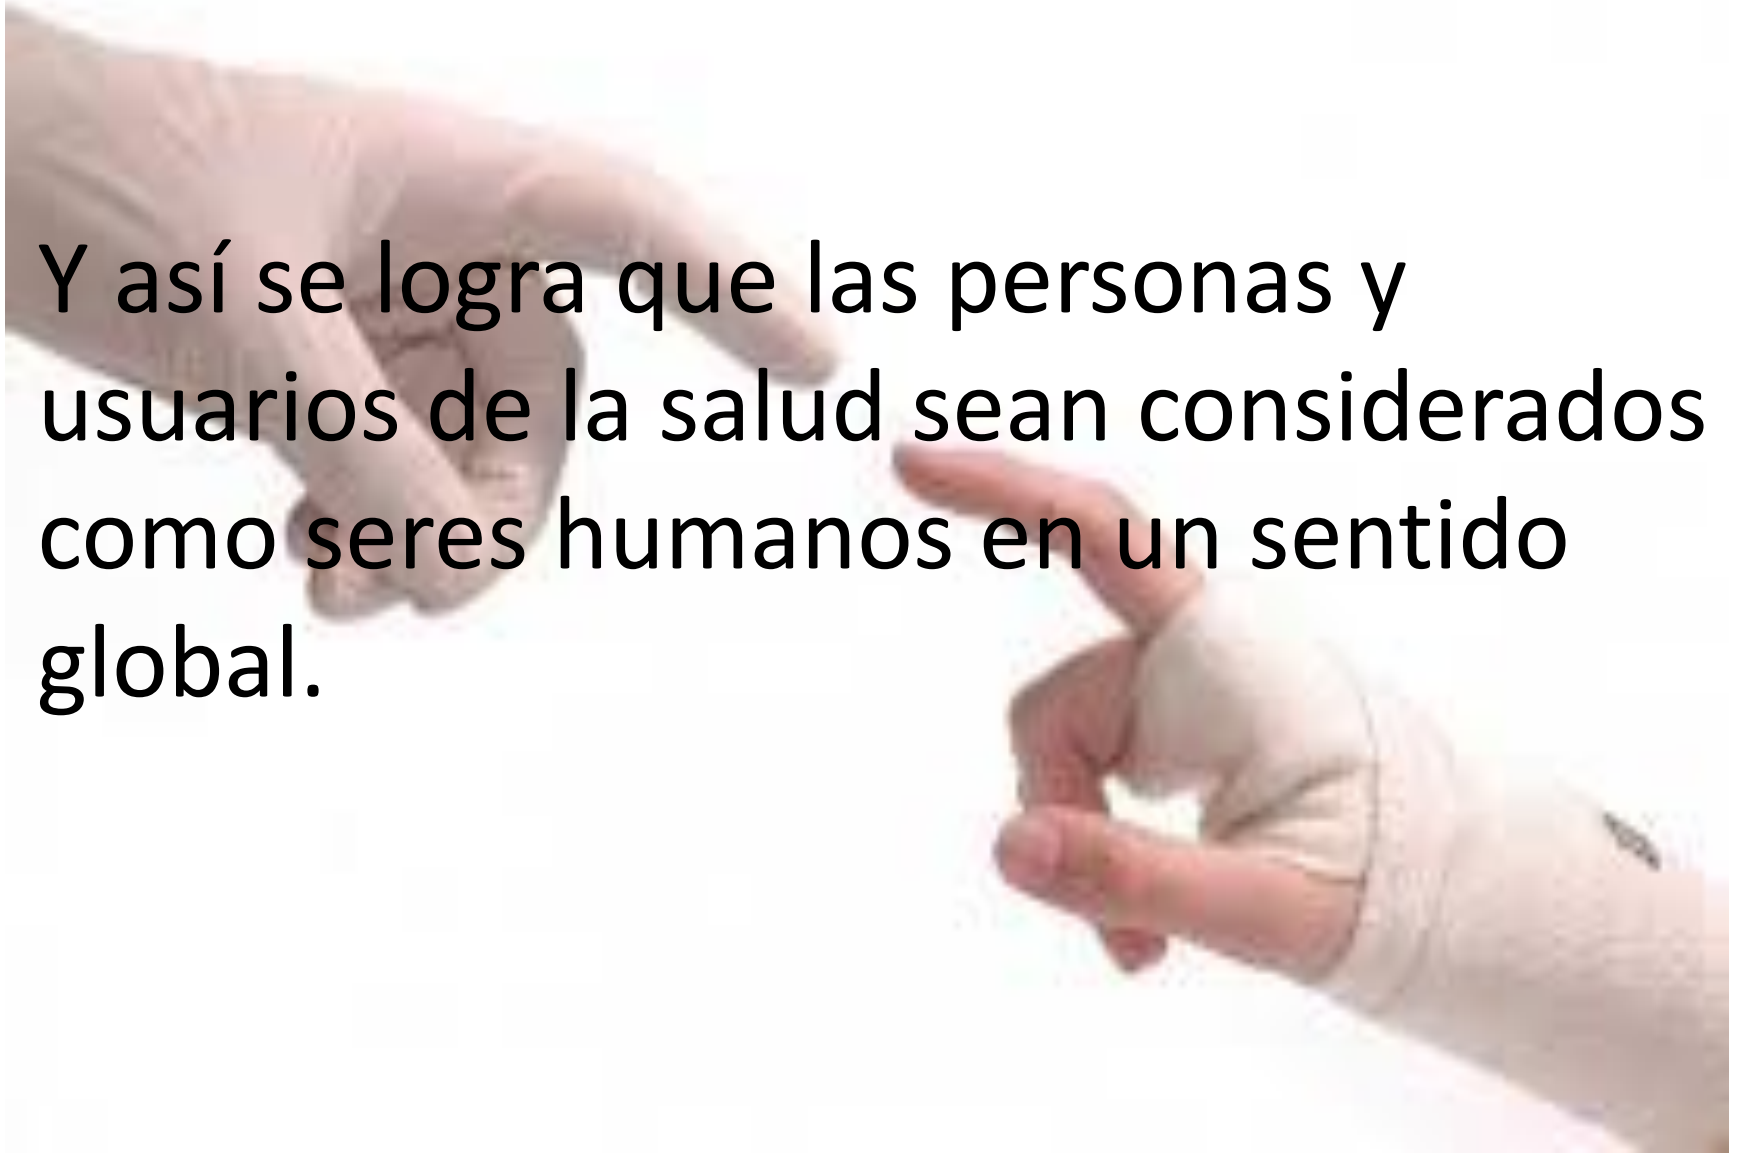 Y así se logra que las personas y
usuarios de la salud sean considerados
como seres humanos en un sentido
global.